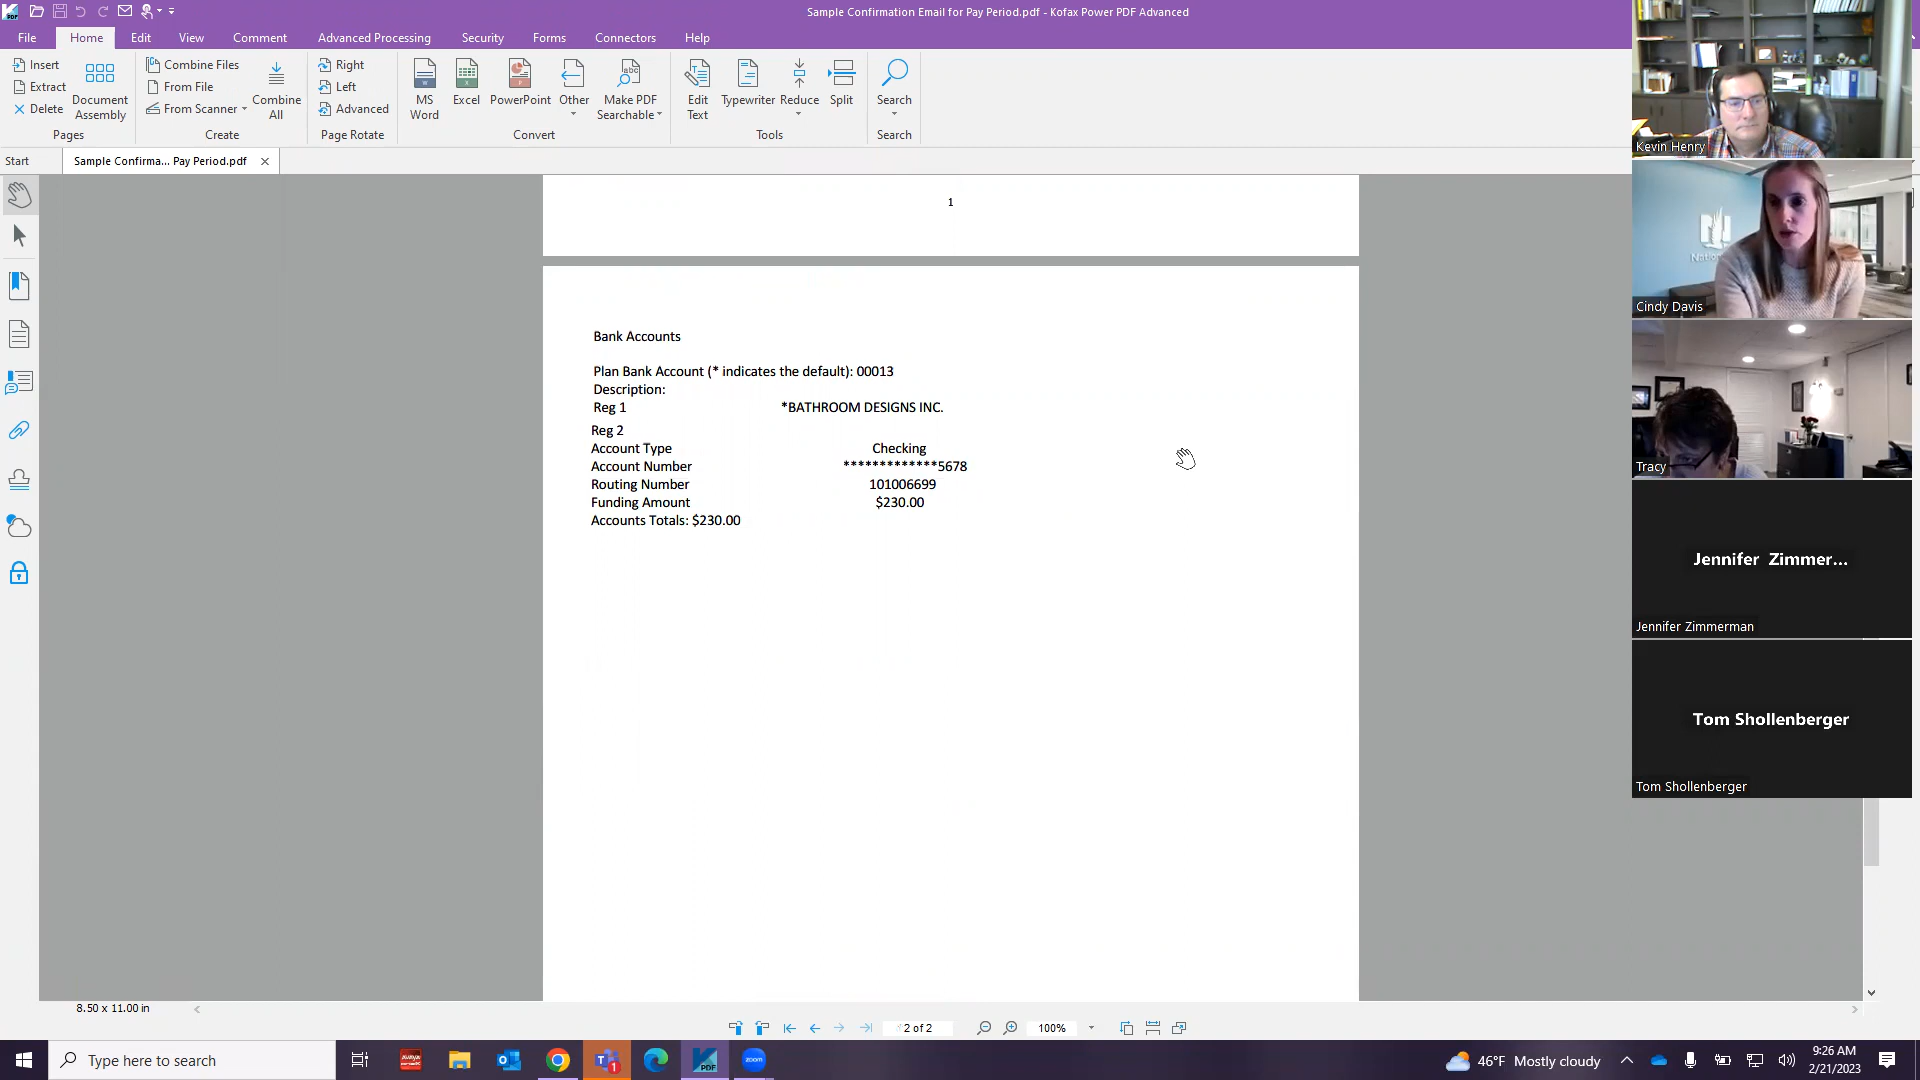 Sample Confirmation Email for Pay Period.pdf - Kofax Power PDF Advanced
File Home Edit View Comment Advanced Processing Security Forms Connectors Help
Insert
Extract
Delete
Document Assembly
Pages
Combine Files
From File
From Scanner
Combine All
Create
Right
Left
Advanced
Page Rotate
MS Word
Excel
PowerPoint
Other
Make PDF Searchable
Convert
Edit Text
Typewriter
Reduce
Split
Tools
Search
Search
Start
Sample Confirma... Pay Period.pdf
1
Bank Accounts
Plan Bank Account (* indicates the default): 00013
Description:
Reg 1 *BATHROOM DESIGNS INC.
Reg 2
Account Type Checking
Account Number *************5678
Routing Number 101006699
Funding Amount $230.00
Accounts Totals: $230.00
Kevin Henry
Cindy Davis
Tracy
Jennifer Zimmer...
Jennifer Zimmerman
Tom Shollenberger
Tom Shollenberger
8.50 x 11.00 in
2 of 2
100%
Type here to search
46°F Mostly cloudy
9:26 AM
2/21/2023